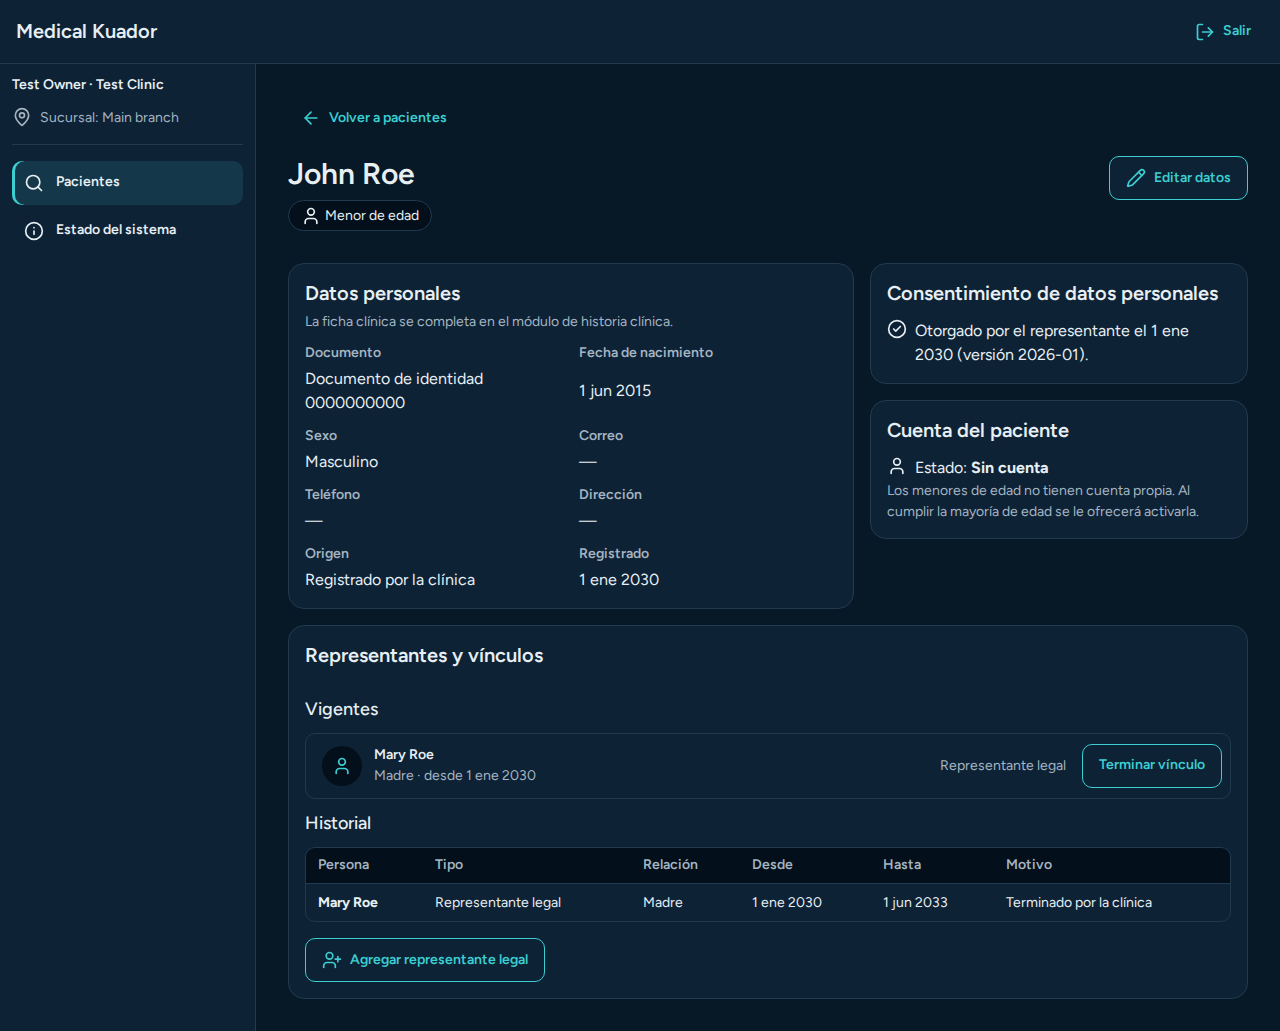 Medical Kuador
Salir
Test Owner · Test Clinic
Sucursal: Main branch
Pacientes
Estado del sistema
Volver a pacientes
John Roe
Editar datos
Menor de edad
Datos personales
La ficha clínica se completa en el módulo de historia clínica.
Documento
Documento de identidad
0000000000
Fecha de nacimiento
1 jun 2015
Sexo
Masculino
Correo
—
Teléfono
—
Dirección
—
Origen
Registrado por la clínica
Registrado
1 ene 2030
Consentimiento de datos personales
Otorgado por el representante el 1 ene
2030 (versión 2026-01).
Cuenta del paciente
Estado: Sin cuenta
Los menores de edad no tienen cuenta propia. Al
cumplir la mayoría de edad se le ofrecerá activarla.
Representantes y vínculos
Vigentes
Mary Roe
Madre · desde 1 ene 2030
Representante legal
Terminar vínculo
Historial
Persona Tipo Relación Desde Hasta Motivo
Mary Roe Representante legal Madre 1 ene 2030 1 jun 2033 Terminado por la clínica
Agregar representante legal